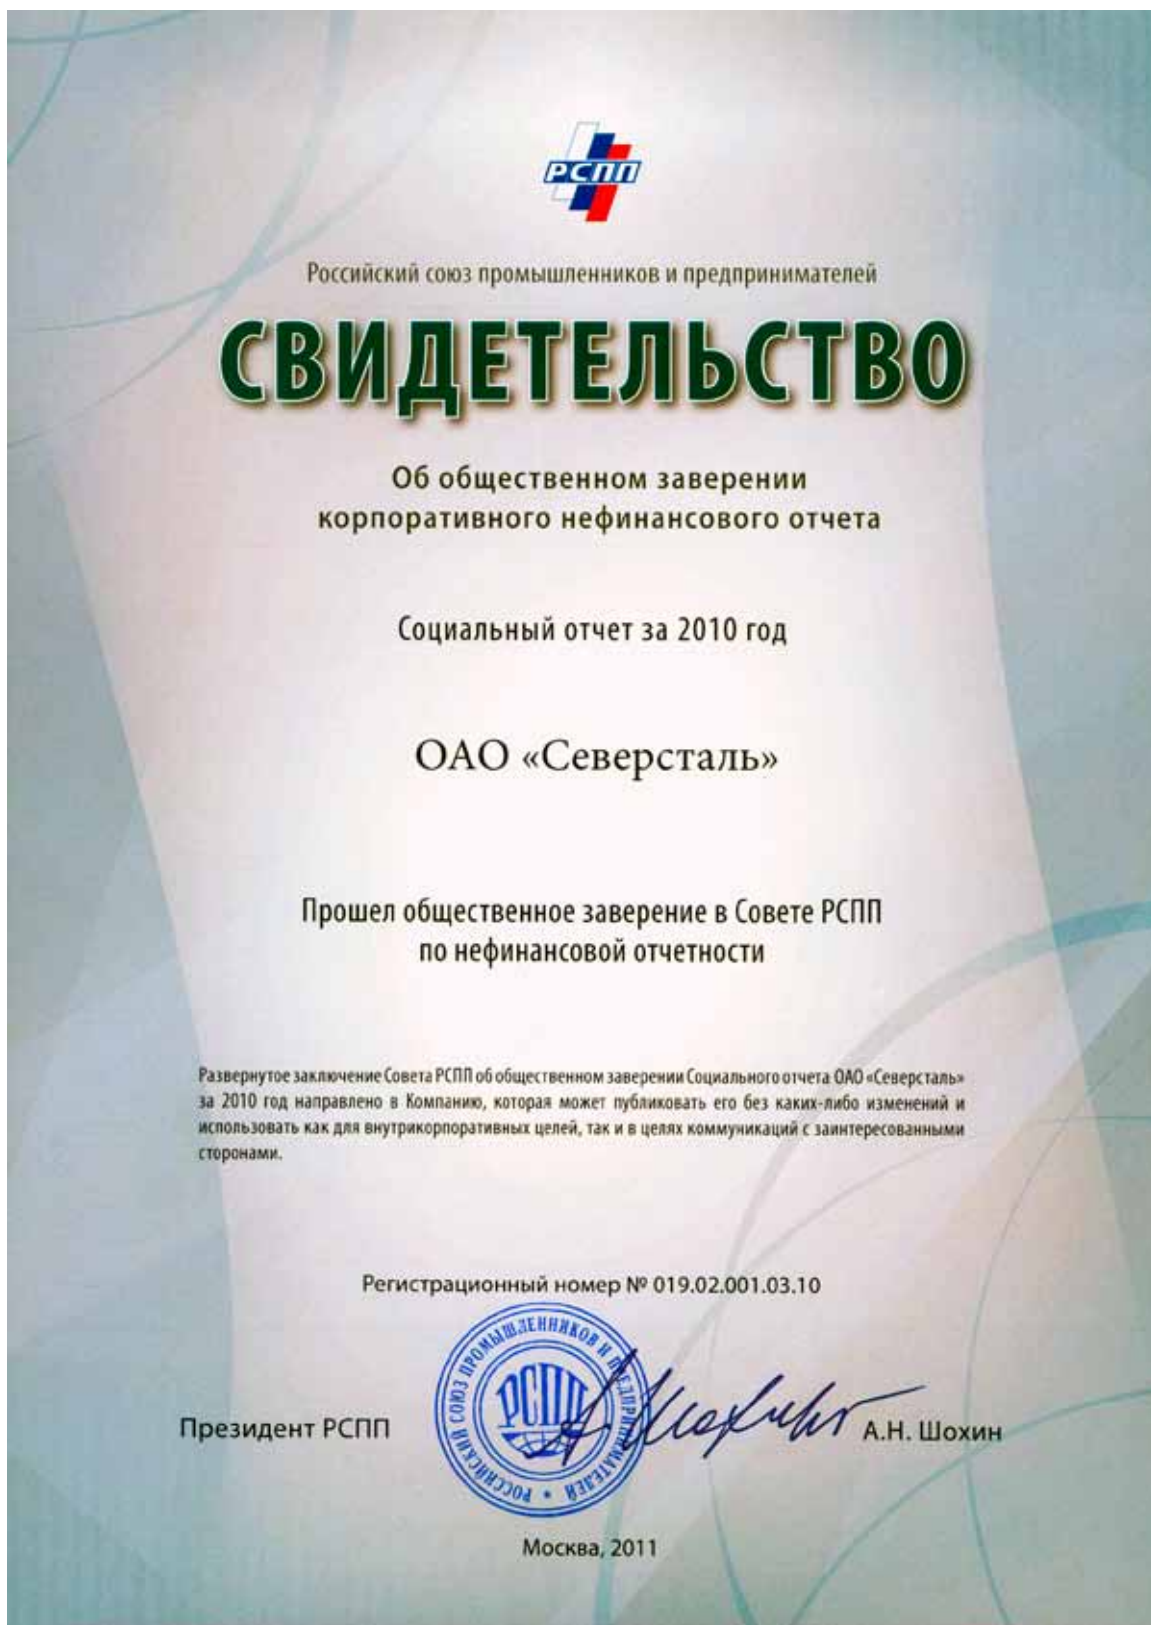 РСПП
Российский союз промышленников и предпринимателей
СВИДЕТЕЛЬСТВО
Об общественном заверении
корпоративного нефинансового отчета
Социальный отчет за 2010 год
ОАО «Северсталь»
Прошел общественное заверение в Совете РСПП
по нефинансовой отчетности
Развернутое заключение Совета РСПП об общественном заверении Социального отчета ОАО «Северсталь»
за 2010 год направлено в Компанию, которая может публиковать его без каких-либо изменений и
использовать как для внутрикорпоративных целей, так и в целях коммуникаций с заинтересованными
сторонами.
Регистрационный номер № 019.02.001.03.10
РОССИЙСКИЙ СОЮЗ ПРОМЫШЛЕННИКОВ И ПРЕДПРИНИМАТЕЛЕЙ
РСПП
Президент РСПП
А.Н. Шохин
Москва, 2011